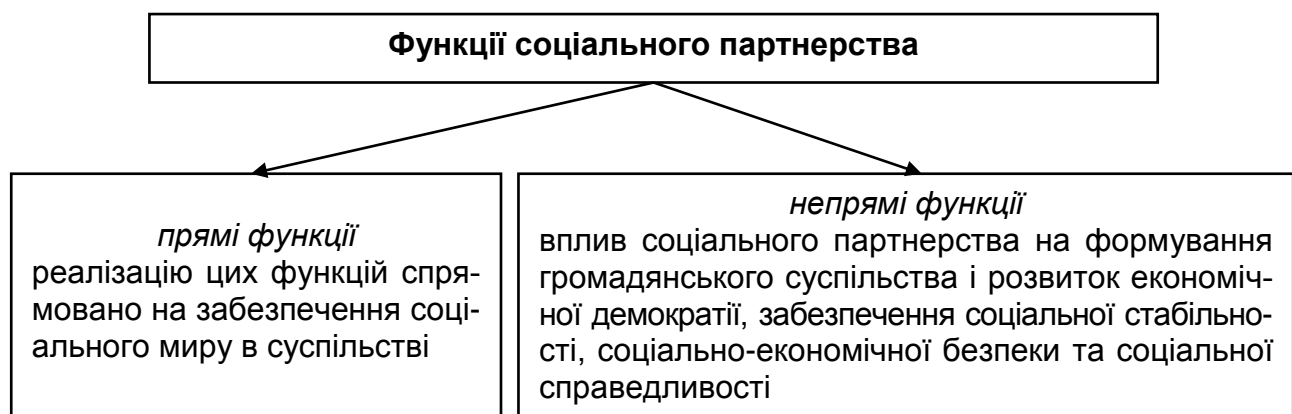 Функції соціального партнерства
прямі функції
реалізацію цих функцій спря-
мовано на забезпечення соці-
ального миру в суспільстві
непрямі функції
вплив соціального партнерства на формування
громадянського суспільства і розвиток економіч-
ної демократії, забезпечення соціальної стабільно-
сті, соціально-економічної безпеки та соціальної
справедливості